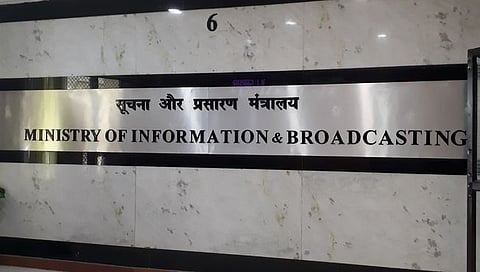 6
सूचना और प्रसारण मंत्रालय
MINISTRY OF INFORMATION & BROADCASTING